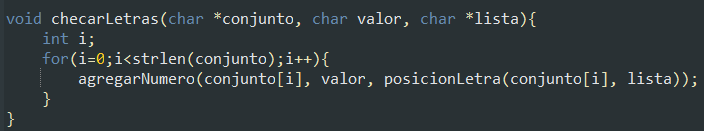 void checarLetras(char *conjunto, char valor, char *lista){
    int i;
    for(i=0;i<strlen(conjunto);i++){
        agregarNumero(conjunto[i], valor, posicionLetra(conjunto[i], lista));
    }
}